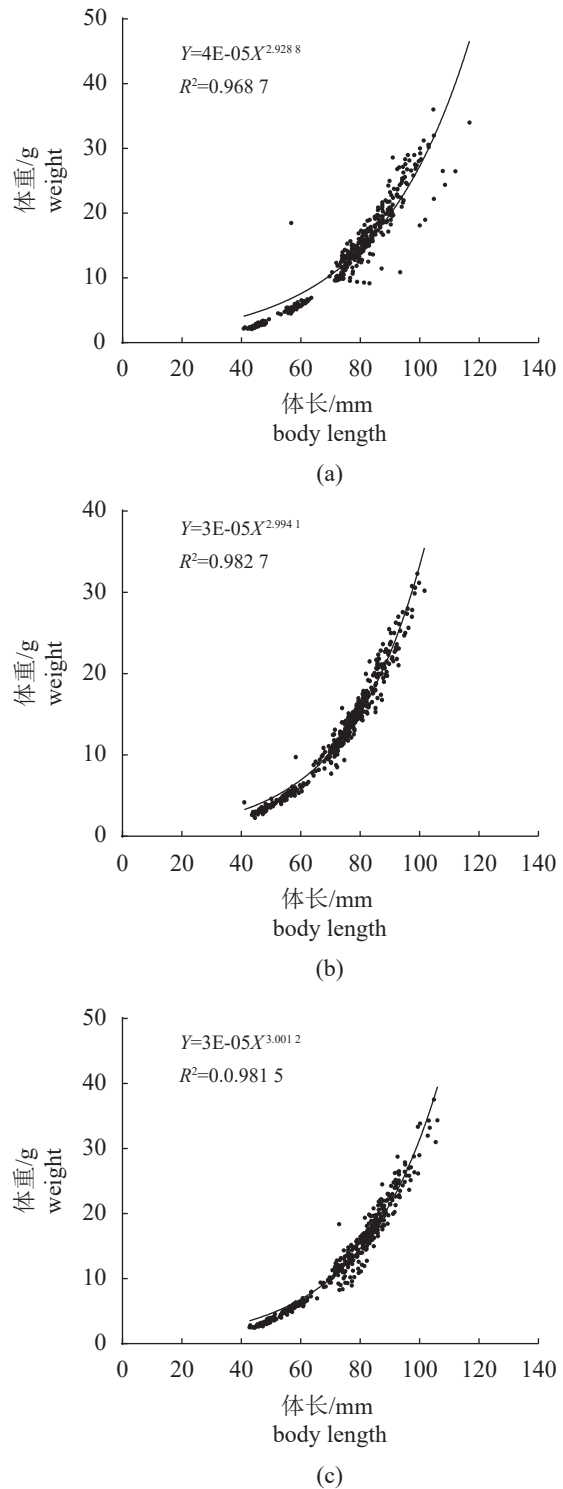 50
40
30
20
10
0
体重/g
weight
Y=4E-05X^2.928 8
R²=0.968 7
0 20 40 60 80 100 120 140
体长/mm
body length
(a)
40
30
20
10
0
体重/g
weight
Y=3E-05X^2.994 1
R²=0.982 7
0 20 40 60 80 100 120 140
体长/mm
body length
(b)
50
40
30
20
10
0
体重/g
weight
Y=3E-05X^3.001 2
R²=0.0.981 5
0 20 40 60 80 100 120 140
体长/mm
body length
(c)